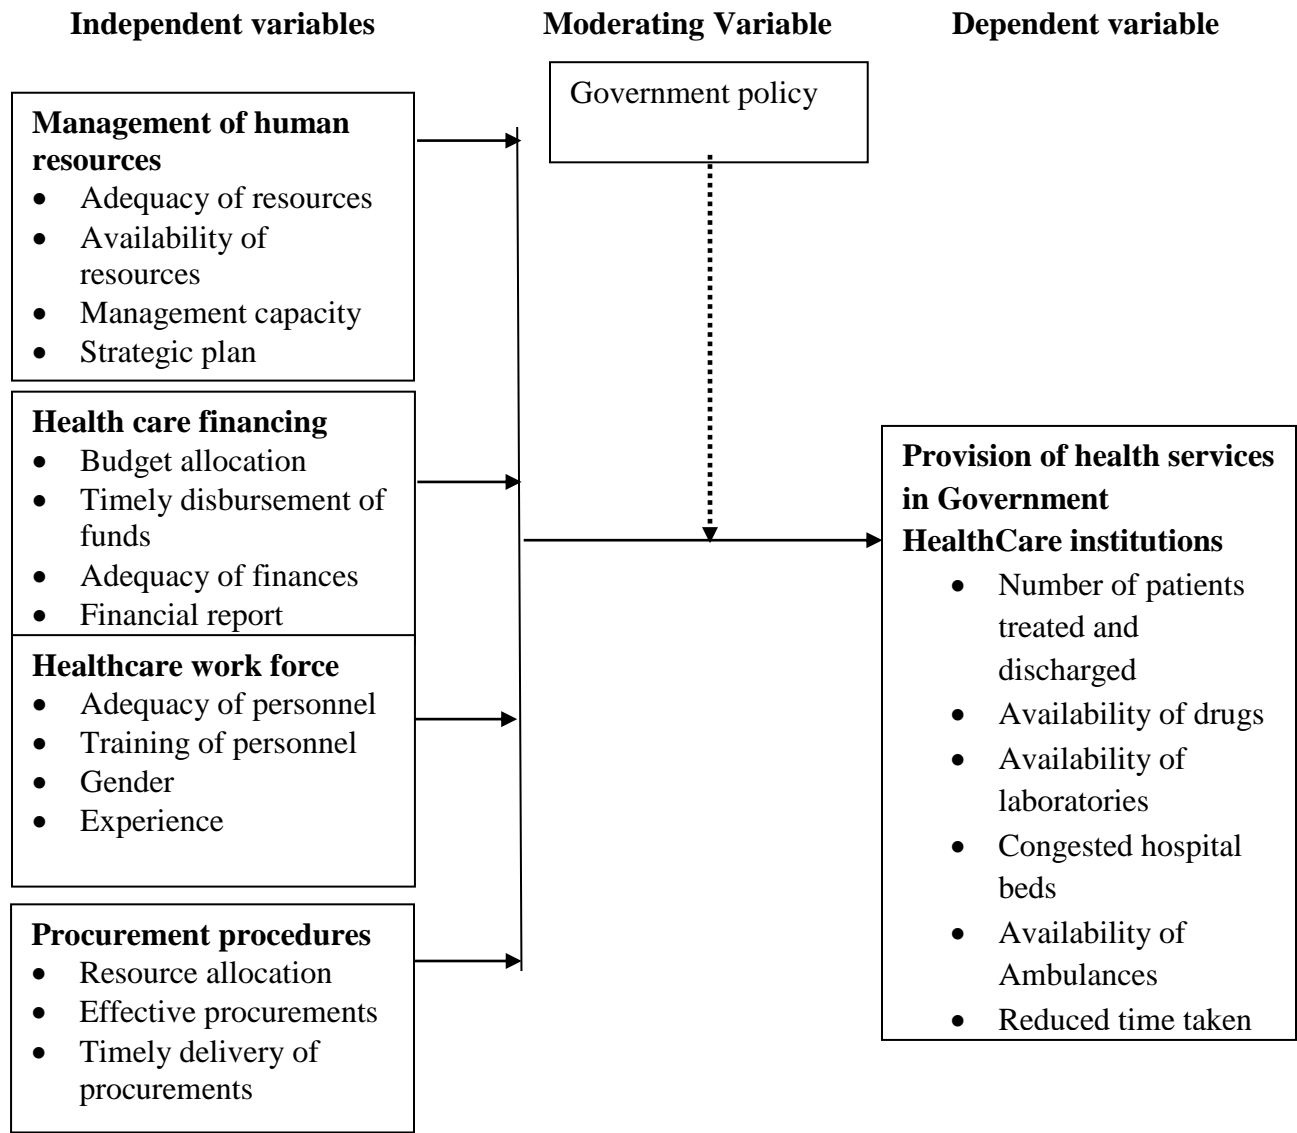 Independent variables
Moderating Variable
Dependent variable
Management of human
resources
• Adequacy of resources
• Availability of
resources
• Management capacity
• Strategic plan
Health care financing
• Budget allocation
• Timely disbursement of
funds
• Adequacy of finances
• Financial report
Healthcare work force
• Adequacy of personnel
• Training of personnel
• Gender
• Experience
Procurement procedures
• Resource allocation
• Effective procurements
• Timely delivery of
procurements
Government policy
Provision of health services
in Government
HealthCare institutions
• Number of patients
treated and
discharged
• Availability of drugs
• Availability of
laboratories
• Congested hospital
beds
• Availability of
Ambulances
• Reduced time taken